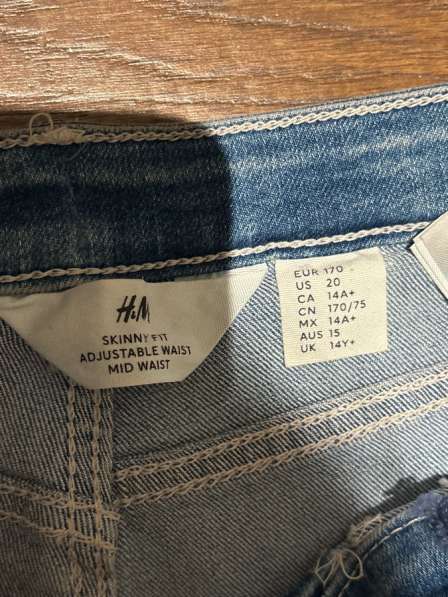 H&M
SKINNY FIT
ADJUSTABLE WAIST
MID WAIST
EUR 170
US 20
CA 14A+
CN 170/75
MX 14A+
AUS 15
UK 14Y+